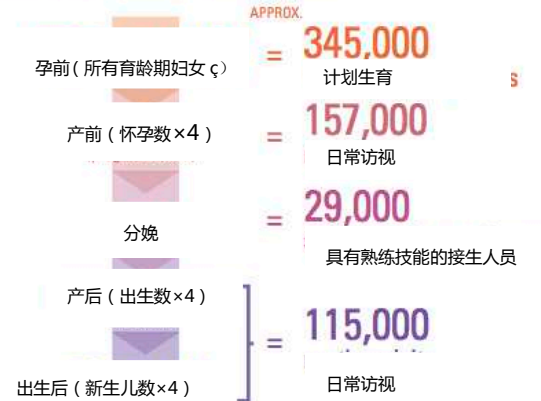 APPROX.
孕前（所有育龄期妇女 ç）
= 345,000
计划生育
s
产前（怀孕数×4）
= 157,000
日常访视
分娩
= 29,000
具有熟练技能的接生人员
产后（出生数×4）
= 115,000
出生后（新生儿数×4）
日常访视